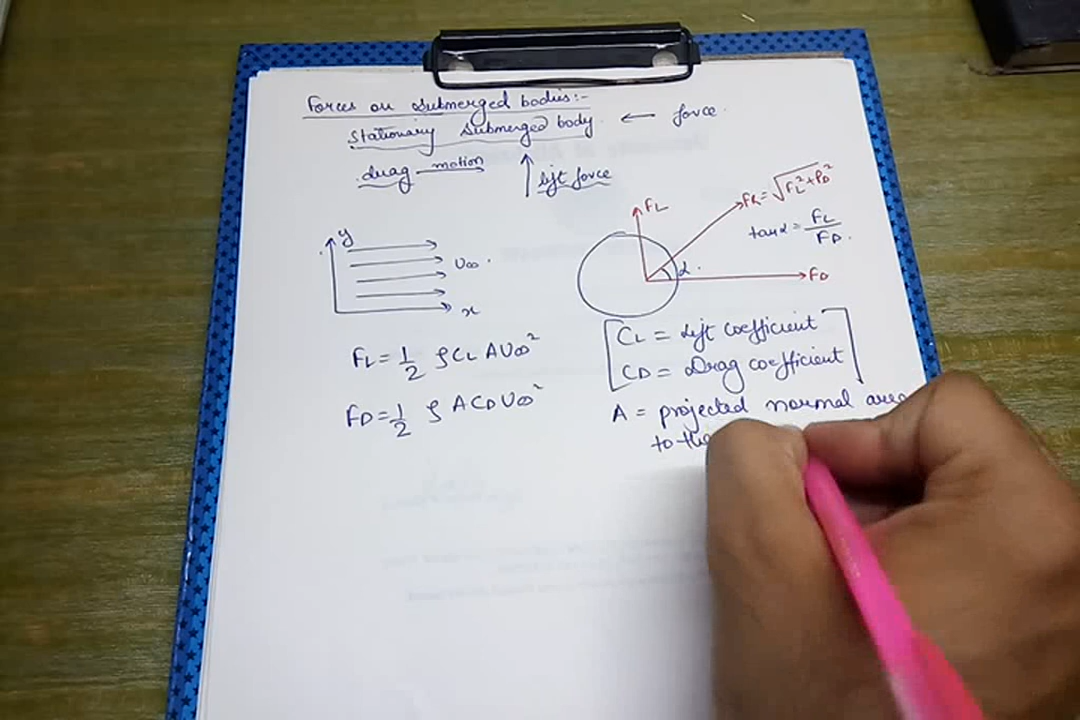 Forces on submerged bodies:-
Stationary submerged body. ← force.
drag motion ↑ lift force
y
U∞.
x
FL
FR = √FL²+FD²
tanα = FL/FD.
α.
FD
FL = 1/2 ρ CL A U∞²
FD = 1/2 ρ A CD U∞²
CL = Lift coefficient
CD = Drag coefficient
A = projected normal area
to the